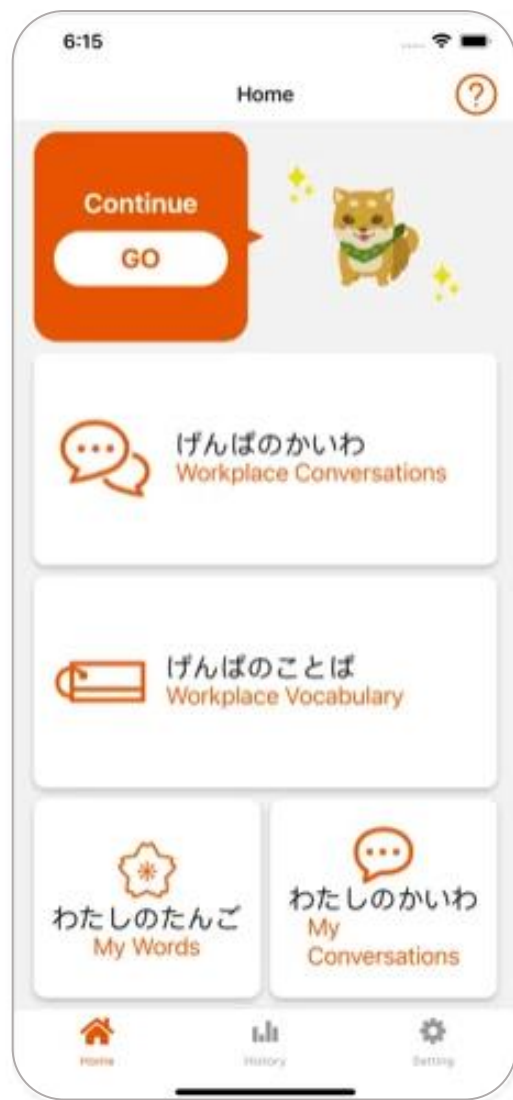 6:15
Home
?
Continue
GO
げんばのかいわ
Workplace Conversations
げんばのことば
Workplace Vocabulary
わたしのたんご
My Words
わたしのかいわ
My
Conversations
Home
History
Setting